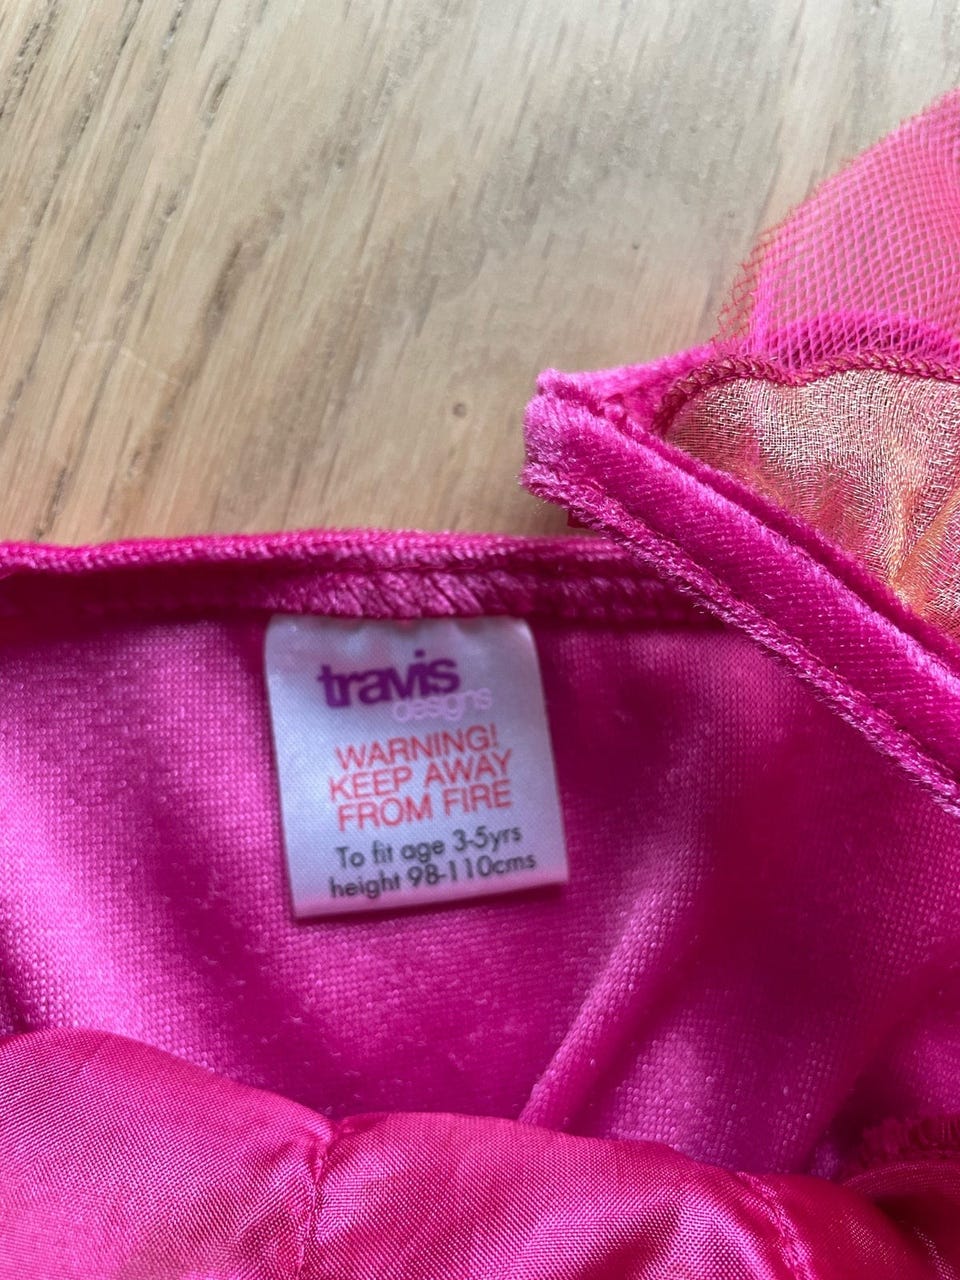 travis
designs
WARNING!
KEEP AWAY
FROM FIRE
To fit age 3-5yrs
height 98-110cms